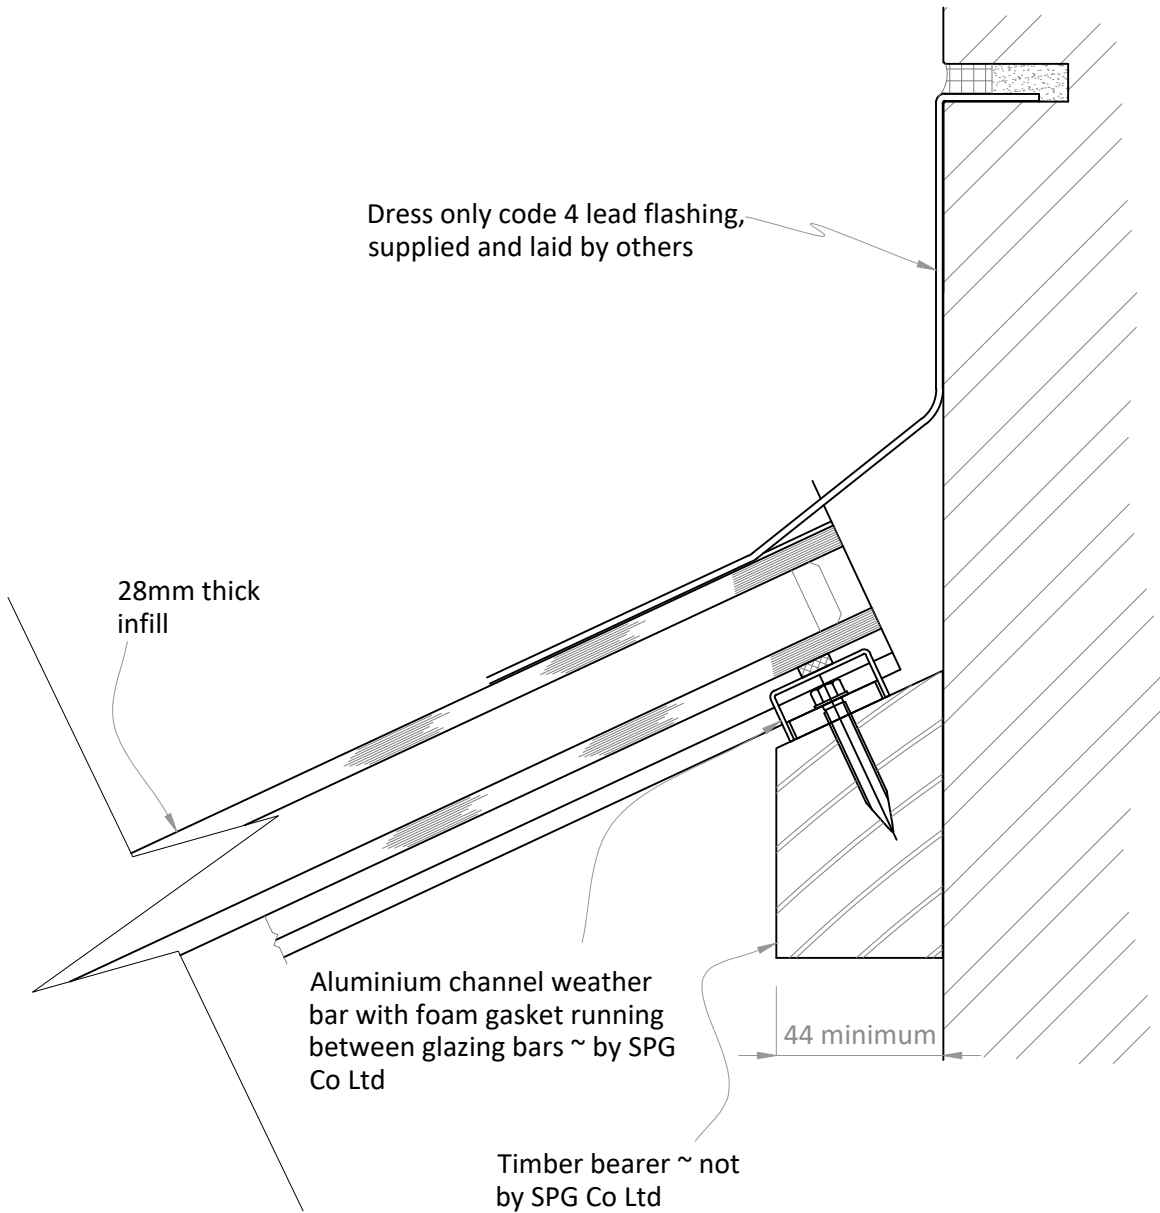 Dress only code 4 lead flashing,
supplied and laid by others
28mm thick
infill
Aluminium channel weather
bar with foam gasket running
between glazing bars ~ by SPG
Co Ltd
44 minimum
Timber bearer ~ not
by SPG Co Ltd